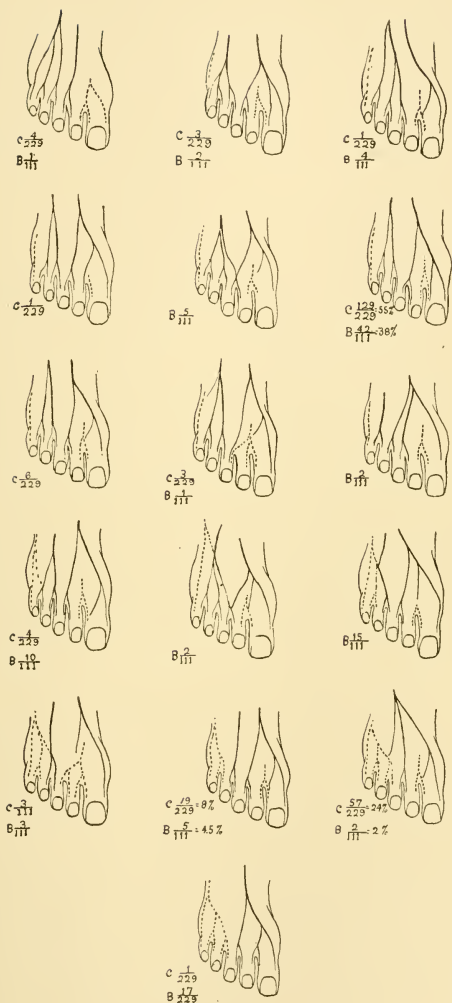 C 4/229
B 1/111
C 3/229
B 2/111
C 1/229
B 4/111
C 1/229
B 5/111
C 129/229 = 55%
B 42/111 = 38%
C 6/229
C 3/229
B 1/111
B 2/111
C 4/229
B 10/111
B 2/111
B 15/111
C 3/111
B 3/111
C 19/229 = 8%
B 5/111 = 4.5%
C 57/229 = 24%
B 2/111 = 2%
C 1/229
B 17/229